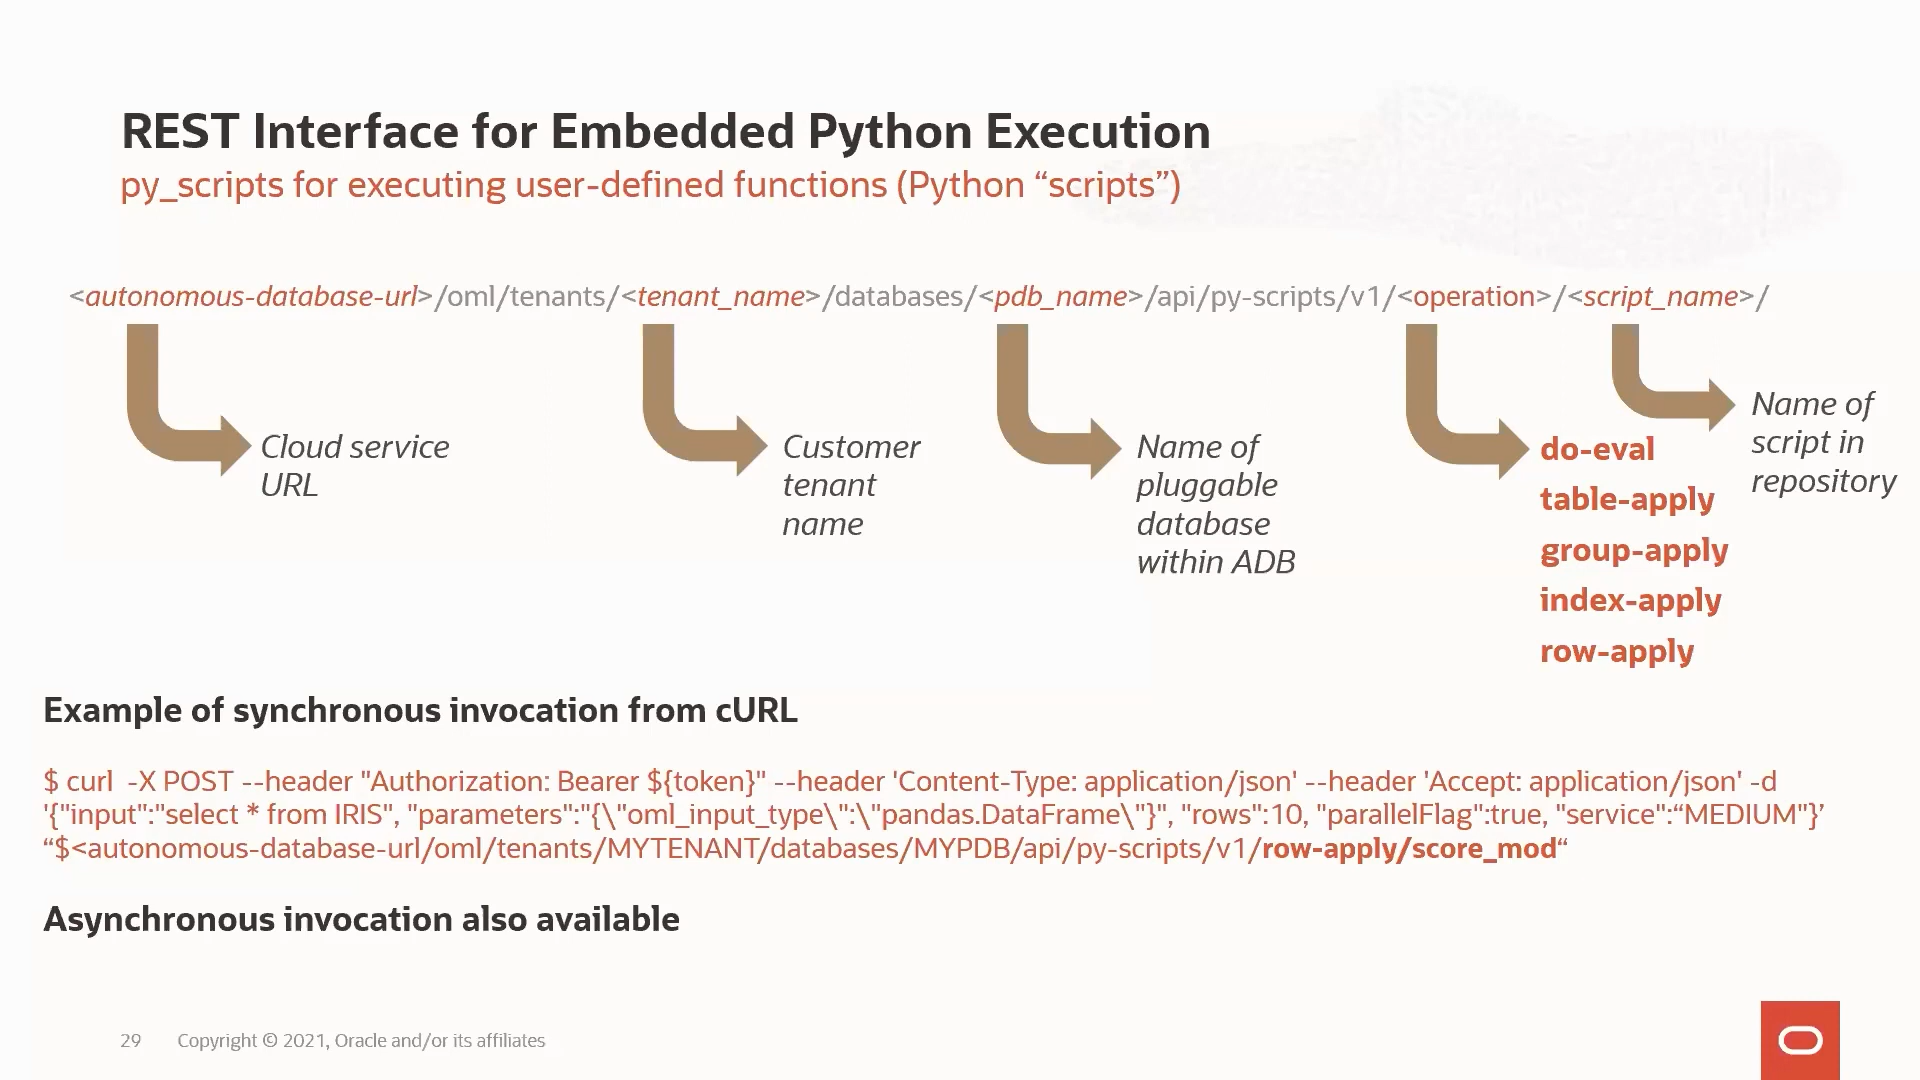 REST Interface for Embedded Python Execution
py_scripts for executing user-defined functions (Python “scripts”)
<autonomous-database-url>/oml/tenants/<tenant_name>/databases/<pdb_name>/api/py-scripts/v1/<operation>/<script_name>/
Cloud service
URL
Customer
tenant
name
Name of
pluggable
database
within ADB
do-eval
table-apply
group-apply
index-apply
row-apply
Name of
script in
repository
Example of synchronous invocation from cURL
$ curl  -X POST --header "Authorization: Bearer ${token}" --header 'Content-Type: application/json' --header 'Accept: application/json' -d
'{"input":"select * from IRIS", "parameters":"{\"oml_input_type\":\"pandas.DataFrame\"}", "rows":10, "parallelFlag":true, "service":“MEDIUM"}’
“$<autonomous-database-url/oml/tenants/MYTENANT/databases/MYPDB/api/py-scripts/v1/row-apply/score_mod“
Asynchronous invocation also available
29 Copyright © 2021, Oracle and/or its affiliates